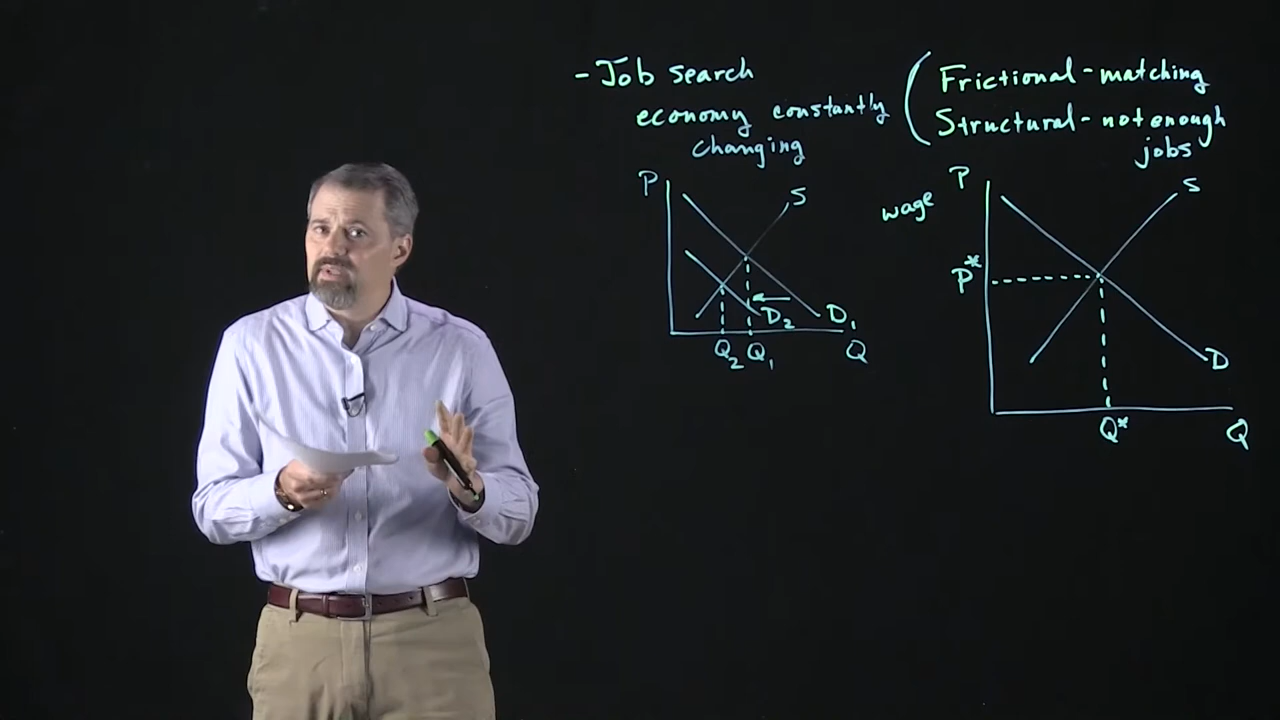 - Job search
economy constantly
changing
Frictional - matching
Structural - not enough
jobs
P
S
D₂
D₁
Q₂
Q₁
Q
wage
P
S
P*
D
Q*
Q